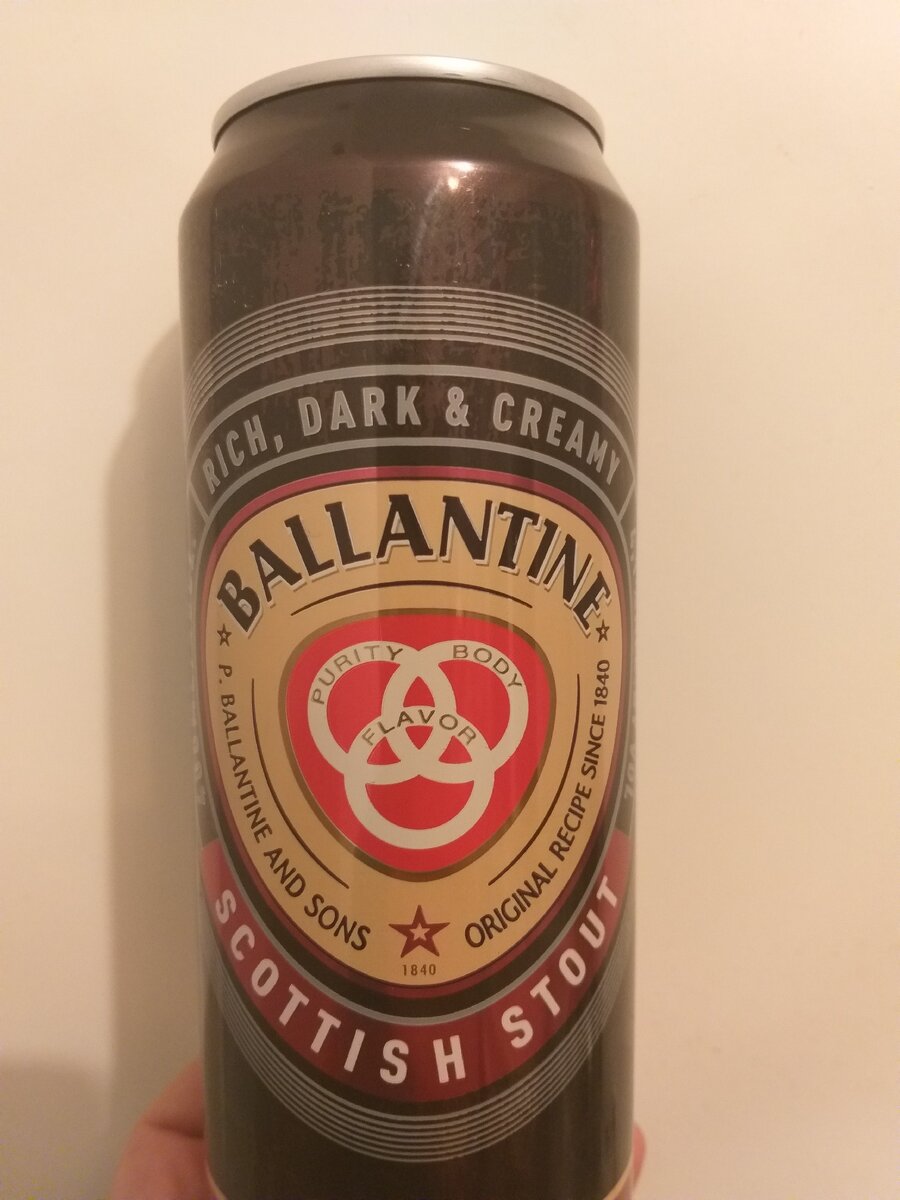 RICH, DARK & CREAMY
BALLANTINE
PURITY BODY
FLAVOR
P. BALLANTINE AND SONS
ORIGINAL RECIPE SINCE 1840
1840
SCOTTISH STOUT